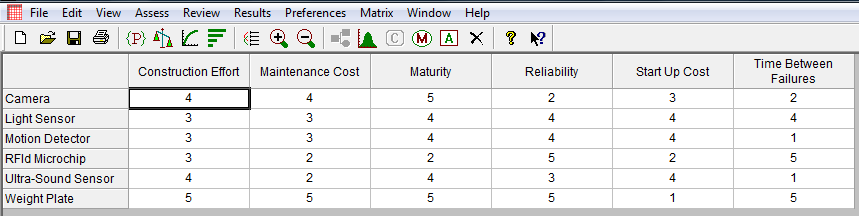 File Edit View Assess Review Results Preferences Matrix Window Help
{P} C M A ? ?
Construction Effort Maintenance Cost Maturity Reliability Start Up Cost Time Between Failures
Camera 4 4 5 2 3 2
Light Sensor 3 3 4 4 4 4
Motion Detector 3 3 4 4 4 1
RFId Microchip 3 2 2 5 2 5
Ultra-Sound Sensor 4 2 4 3 4 1
Weight Plate 5 5 5 5 1 5